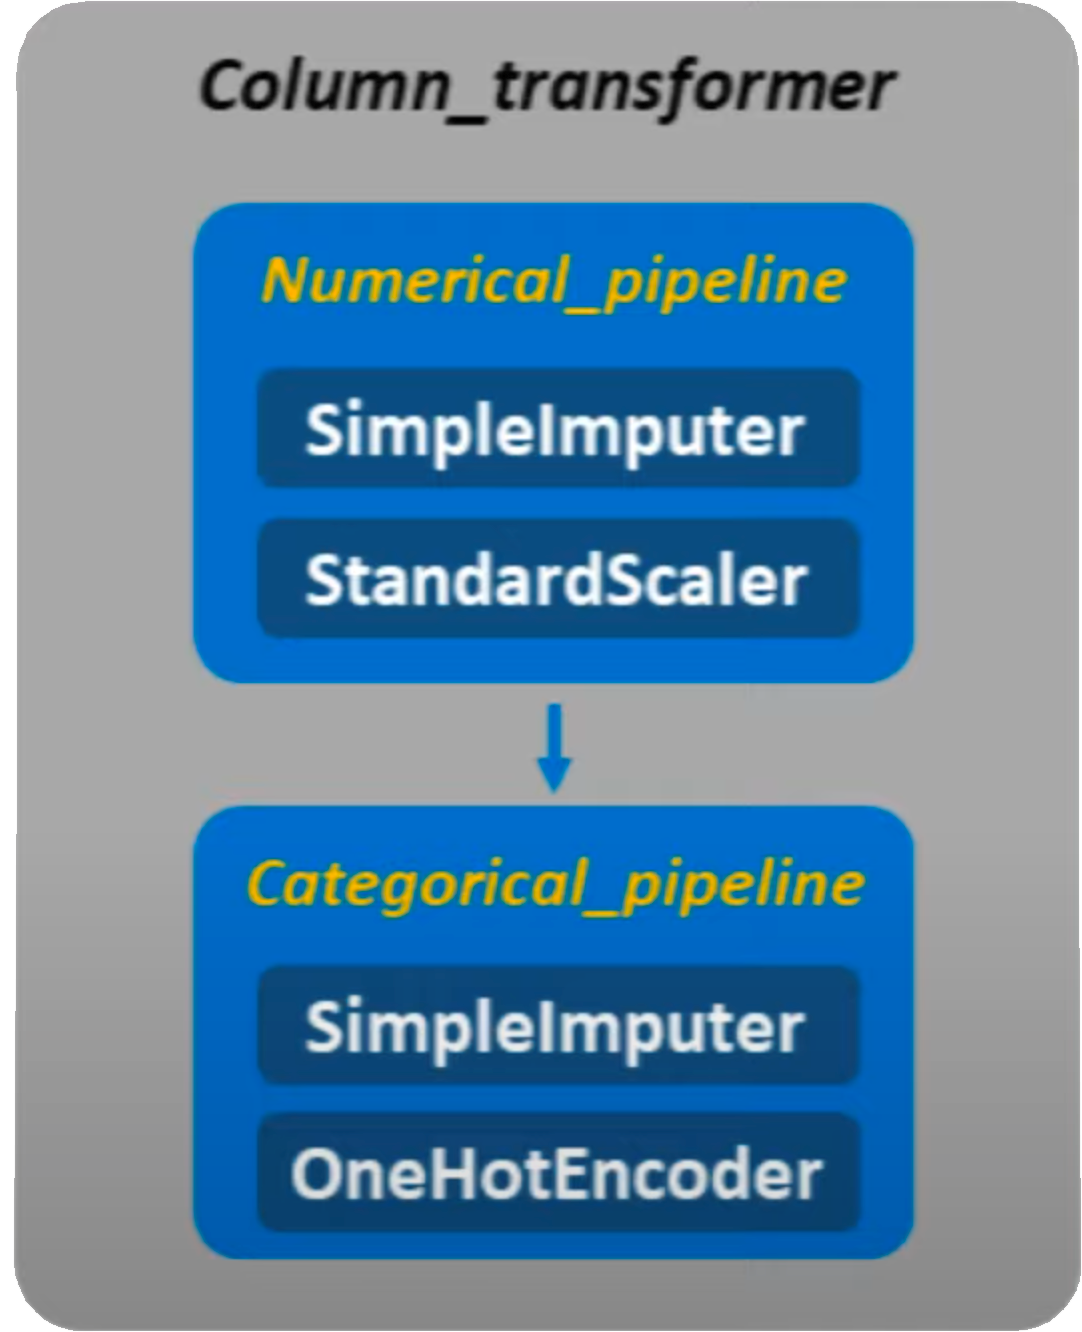 Column_transformer
Numerical_pipeline
SimpleImputer
StandardScaler
Categorical_pipeline
SimpleImputer
OneHotEncoder